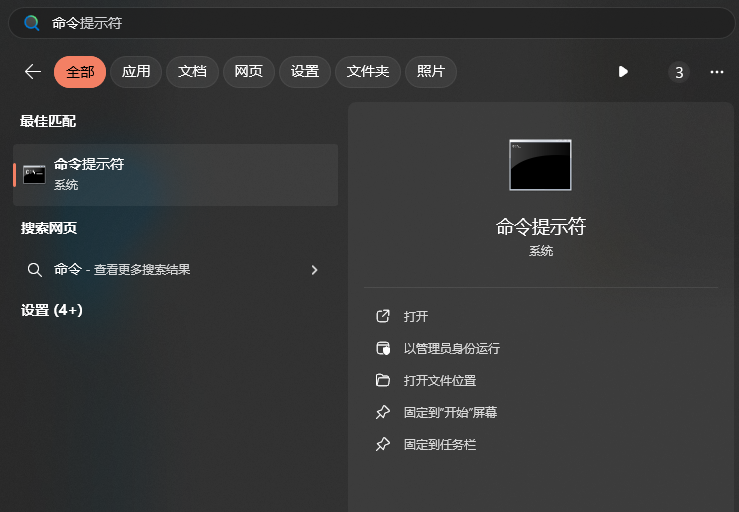 命令提示符
全部 应用 文档 网页 设置 文件夹 照片 3
最佳匹配
命令提示符
系统
搜索网页
命令 - 查看更多搜索结果
设置 (4+)
命令提示符
系统
打开
以管理员身份运行
打开文件位置
固定到"开始"屏幕
固定到任务栏